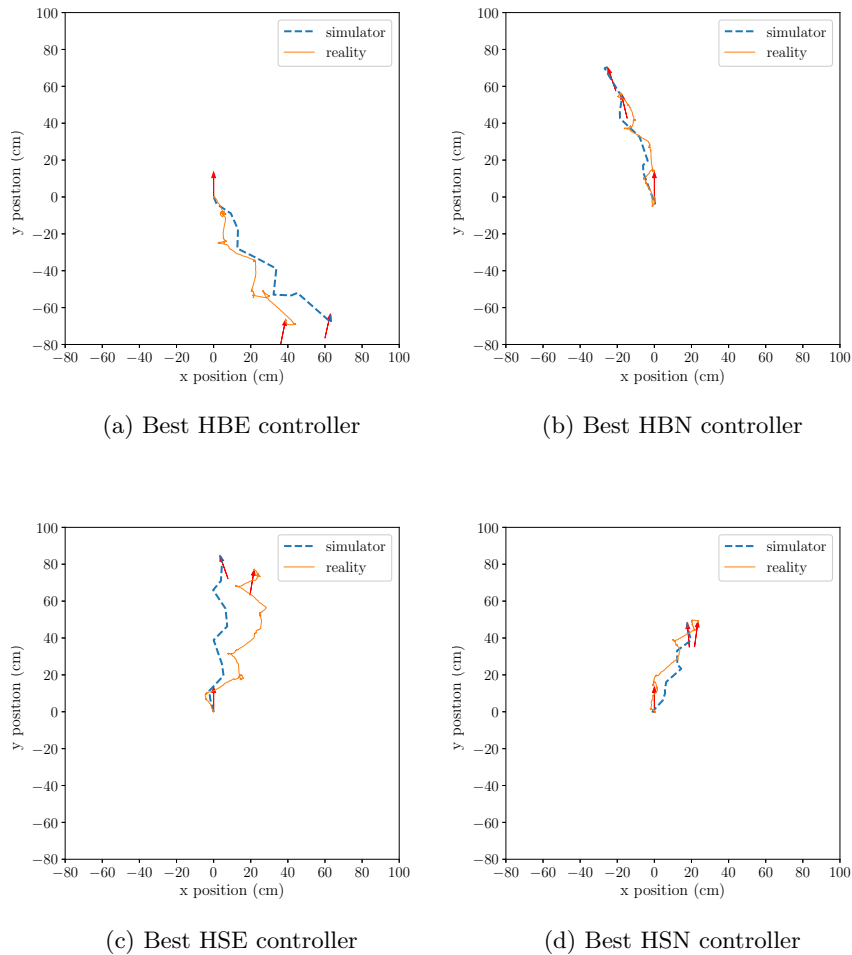 100
80
60
40
20
0
−20
−40
−60
−80
y position (cm)
simulator
reality
−80 −60 −40 −20 0 20 40 60 80 100
x position (cm)
(a) Best HBE controller
100
80
60
40
20
0
−20
−40
−60
−80
y position (cm)
simulator
reality
−80 −60 −40 −20 0 20 40 60 80 100
x position (cm)
(b) Best HBN controller
100
80
60
40
20
0
−20
−40
−60
−80
y position (cm)
simulator
reality
−80 −60 −40 −20 0 20 40 60 80 100
x position (cm)
(c) Best HSE controller
100
80
60
40
20
0
−20
−40
−60
−80
y position (cm)
simulator
reality
−80 −60 −40 −20 0 20 40 60 80 100
x position (cm)
(d) Best HSN controller